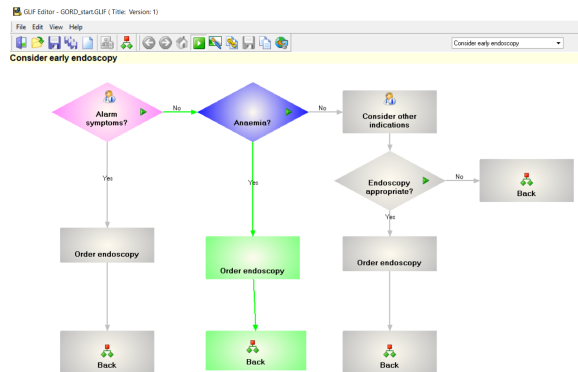 GLIF Editor - GORD_start.GLIF ( Title: Version: 1)
File Edit View Help
Consider early endoscopy
Consider early endoscopy
Alarm
symptoms?
No
Anaemia?
No
Consider other
indications
Yes
Yes
Endoscopy
appropriate?
No
Back
Yes
Order endoscopy
Order endoscopy
Order endoscopy
Back
Back
Back